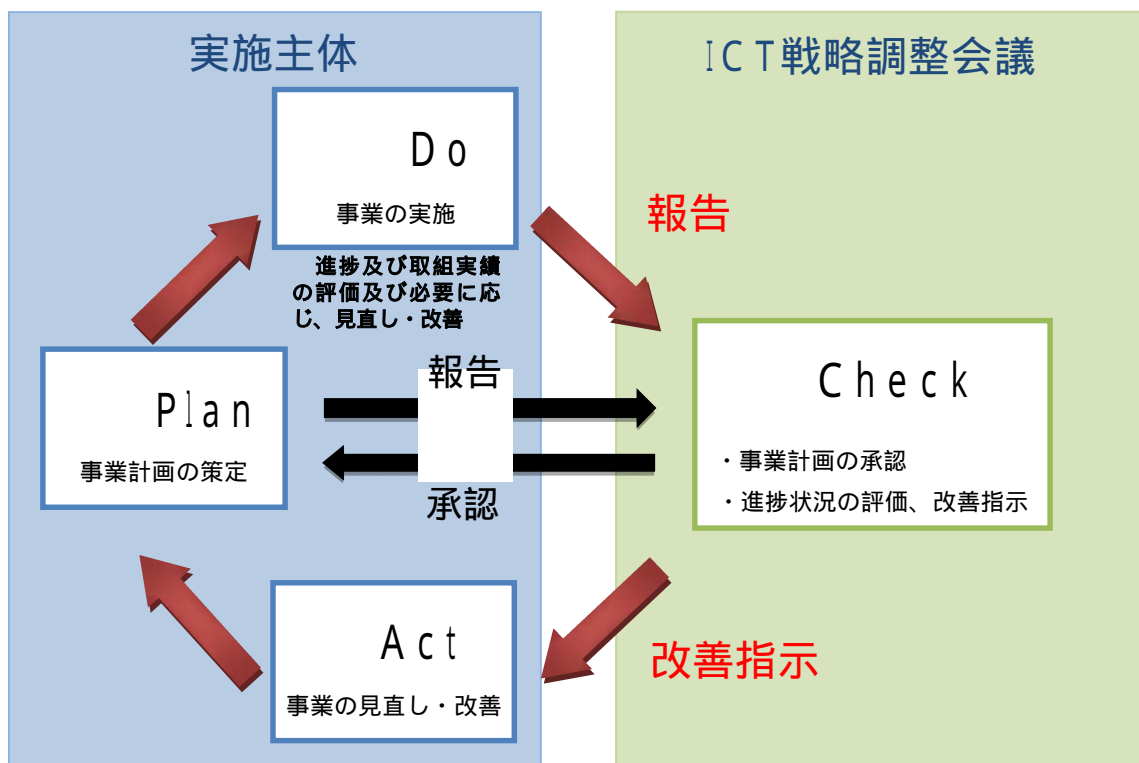 実施主体
ICT戦略調整会議
Do
事業の実施
進捗及び取組実績
の評価及び必要に応
じ、見直し・改善
報告
Plan
事業計画の策定
報告
承認
Check
・事業計画の承認
・進捗状況の評価、改善指示
Act
事業の見直し・改善
改善指示